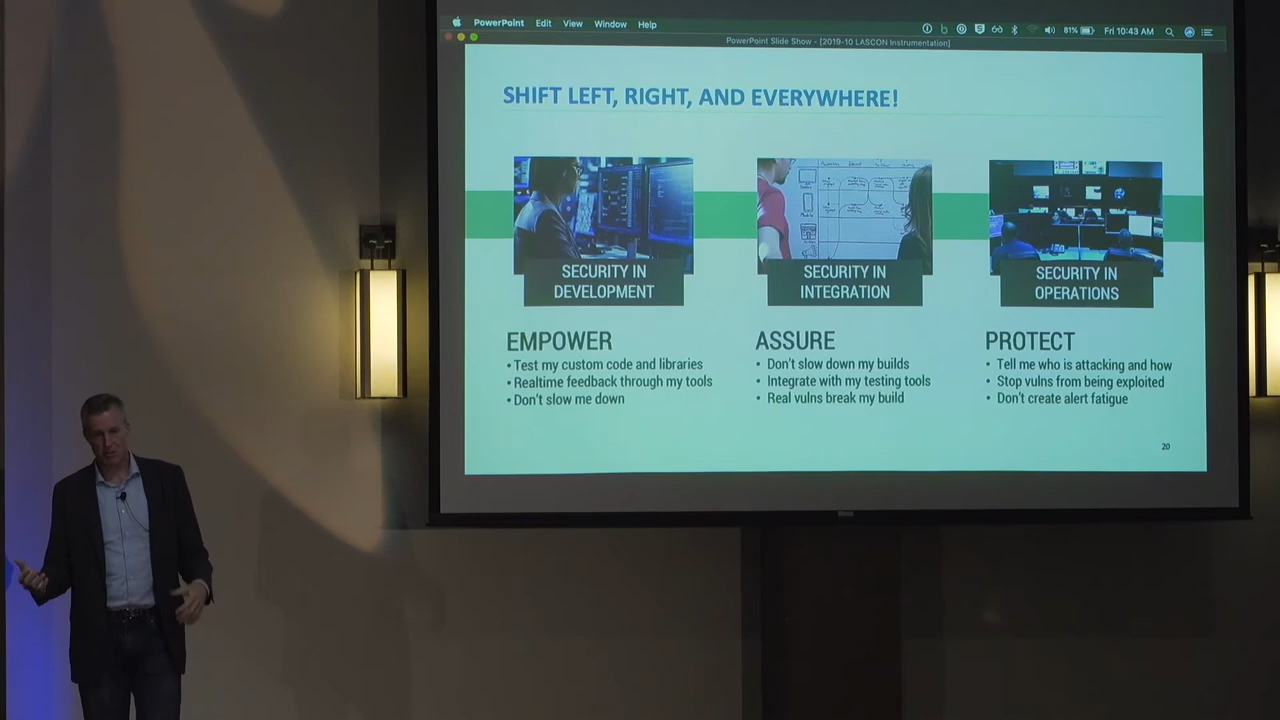 PowerPoint Edit View Window Help
81% Fri 10:43 AM
PowerPoint Slide Show - [2019-10 LASCON Instrumentation]
SHIFT LEFT, RIGHT, AND EVERYWHERE!
SECURITY IN
DEVELOPMENT
SECURITY IN
INTEGRATION
SECURITY IN
OPERATIONS
EMPOWER
• Test my custom code and libraries
• Realtime feedback through my tools
• Don't slow me down
ASSURE
• Don't slow down my builds
• Integrate with my testing tools
• Real vulns break my build
PROTECT
• Tell me who is attacking and how
• Stop vulns from being exploited
• Don't create alert fatigue
20